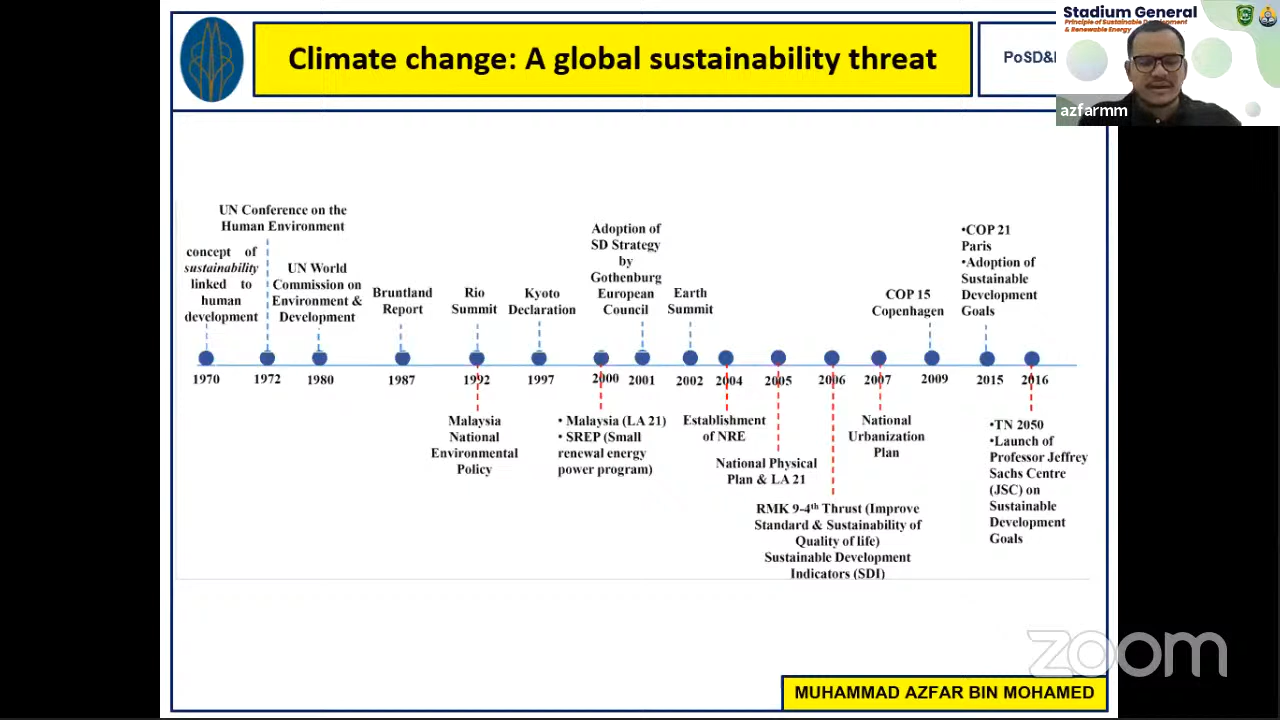 Climate change: A global sustainability threat
PoSD&
Stadium General
Principle of Sustainable Development
& Renewable Energy
azfarmm
UN Conference on the
Human Environment
concept of
sustainability
linked to
human
development
UN World
Commission on
Environment &
Development
Bruntland
Report
Rio
Summit
Kyoto
Declaration
Adoption of
SD Strategy
by
Gothenburg
European
Council
Earth
Summit
COP 15
Copenhagen
•COP 21
Paris
•Adoption of
Sustainable
Development
Goals
1970
1972
1980
1987
1992
1997
2000
2001
2002
2004
2005
2006
2007
2009
2015
2016
Malaysia
National
Environmental
Policy
• Malaysia (LA 21)
• SREP (Small
renewal energy
power program)
Establishment
of NRE
National Physical
Plan & LA 21
RMK 9-4th Thrust (Improve
Standard & Sustainability of
Quality of life)
Sustainable Development
Indicators (SDI)
National
Urbanization
Plan
•TN 2050
•Launch of
Professor Jeffrey
Sachs Centre
(JSC) on
Sustainable
Development
Goals
zoom
MUHAMMAD AZFAR BIN MOHAMED